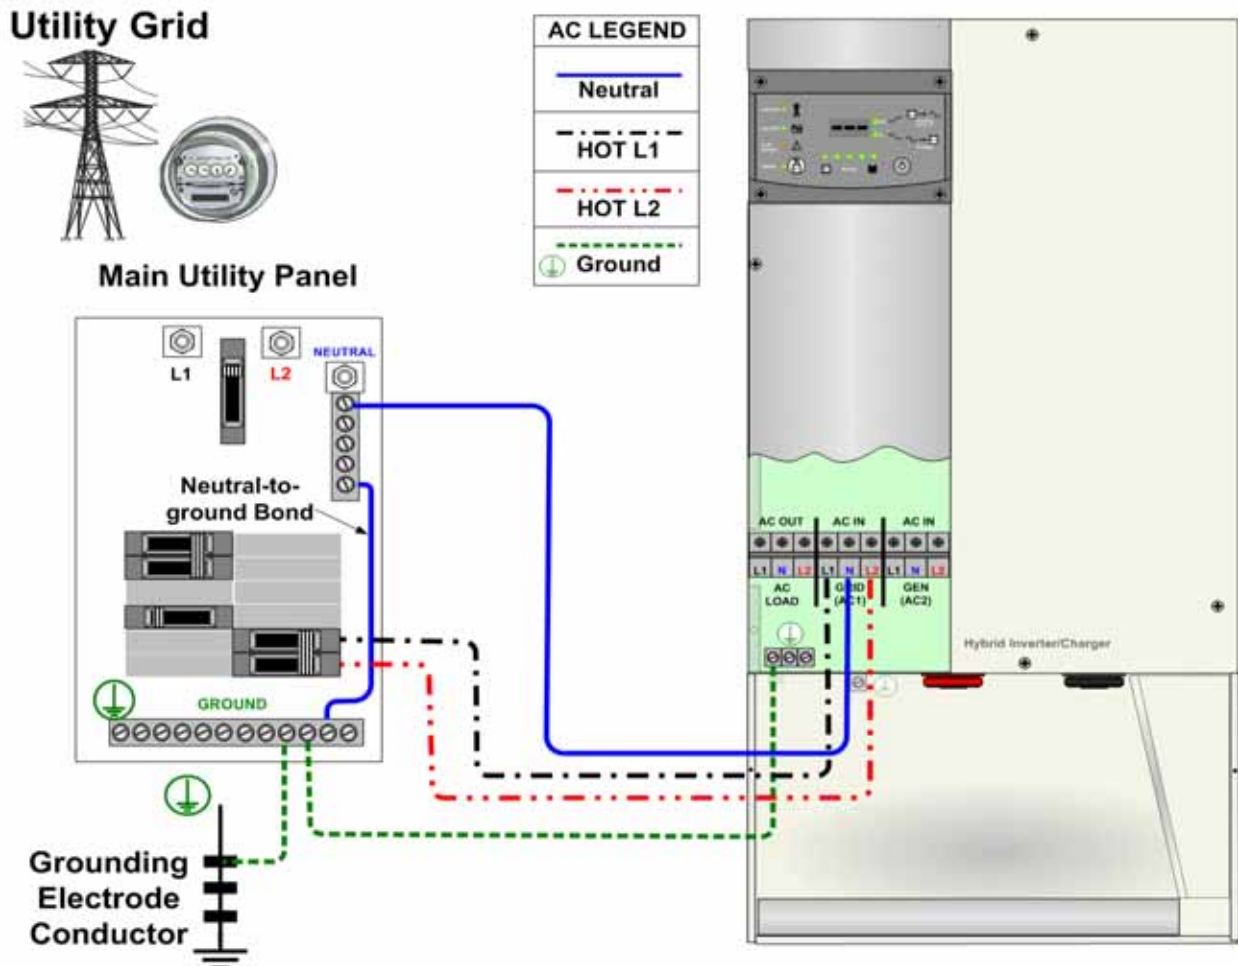 Utility Grid
AC LEGEND
Neutral
HOT L1
HOT L2
Ground
Main Utility Panel
L1
L2
NEUTRAL
Neutral-to-
ground Bond
GROUND
Grounding
Electrode
Conductor
AC OUT
AC IN
AC IN
L1 N L2
L1 N L2
L1 N L2
AC
LOAD
GRID
(AC1)
GEN
(AC2)
Hybrid Inverter/Charger